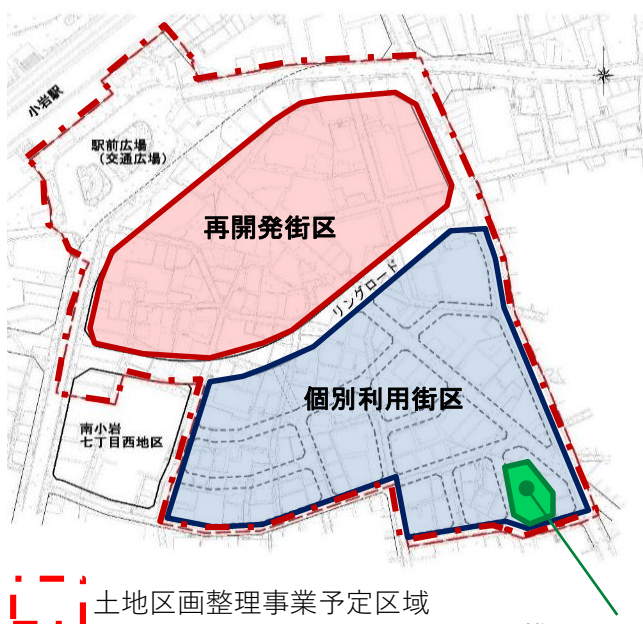 小岩駅
駅前広場
（交通広場）
再開発街区
リングロード
個別利用街区
南小岩
七丁目西地区
土地区画整理事業予定区域